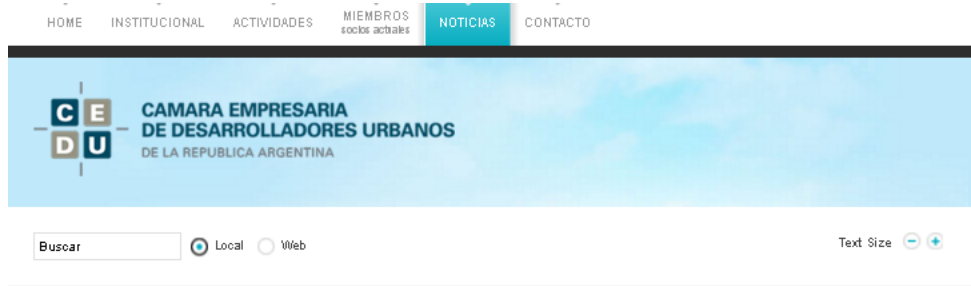 HOME INSTITUCIONAL ACTIVIDADES MIEMBROS NOTICIAS CONTACTO
socios actuales
C E
D U
CAMARA EMPRESARIA
DE DESARROLLADORES URBANOS
DE LA REPUBLICA ARGENTINA
Buscar Local Web Text Size